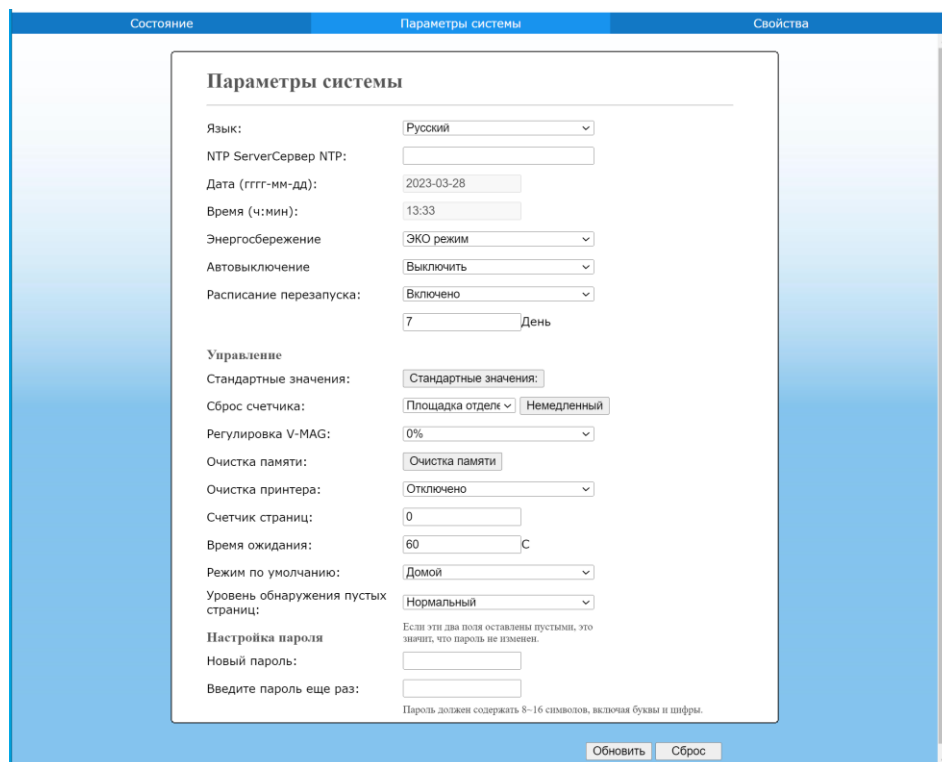 Состояние Параметры системы Свойства
Параметры системы
Язык: Русский
NTP ServerСервер NTP:
Дата (гггг-мм-дд): 2023-03-28
Время (ч:мин): 13:33
Энергосбережение ЭКО режим
Автовыключение Выключить
Расписание перезапуска: Включено
7 День
Управление
Стандартные значения: Стандартные значения:
Сброс счетчика: Площадка отделе Немедленный
Регулировка V-MAG: 0%
Очистка памяти: Очистка памяти
Очистка принтера: Отключено
Счетчик страниц: 0
Время ожидания: 60 С
Режим по умолчанию: Домой
Уровень обнаружения пустых
страниц: Нормальный
Если эти два поля оставлены пустыми, это
значит, что пароль не изменен.
Настройка пароля
Новый пароль:
Введите пароль еще раз:
Пароль должен содержать 8~16 символов, включая буквы и цифры.
Обновить Сброс